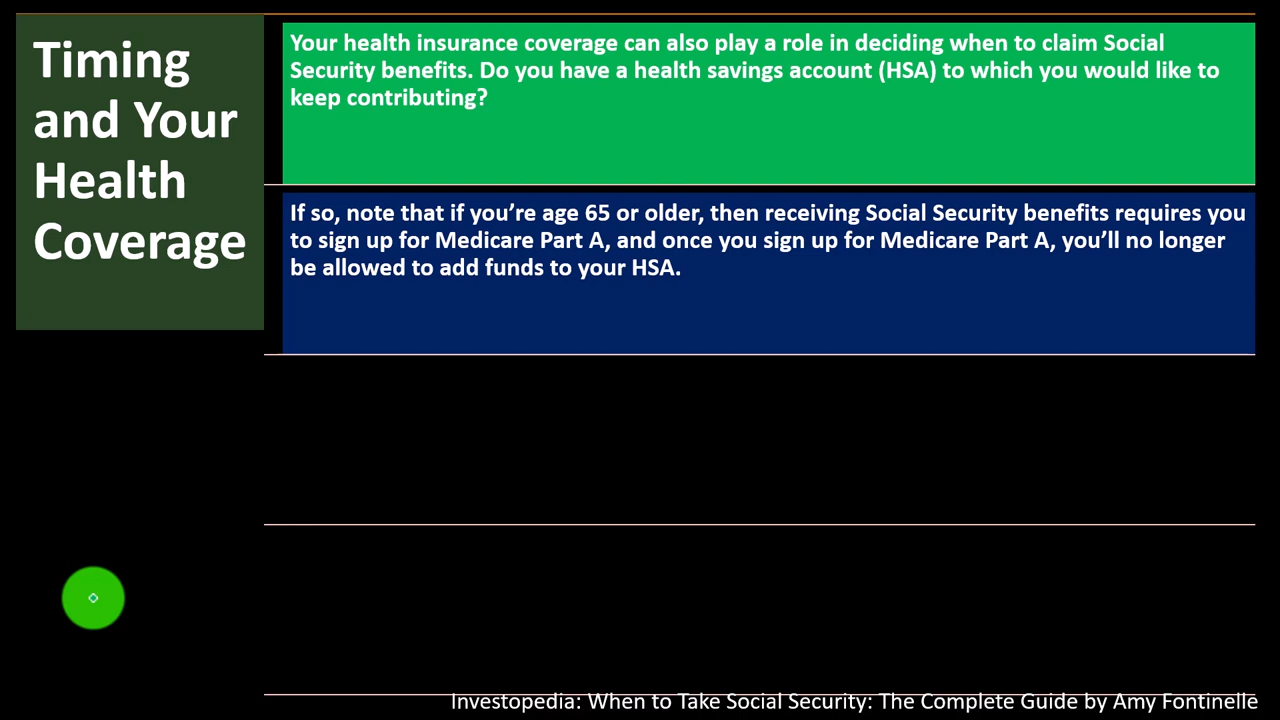 Timing
and Your
Health
Coverage
Your health insurance coverage can also play a role in deciding when to claim Social
Security benefits. Do you have a health savings account (HSA) to which you would like to
keep contributing?
If so, note that if you’re age 65 or older, then receiving Social Security benefits requires you
to sign up for Medicare Part A, and once you sign up for Medicare Part A, you’ll no longer
be allowed to add funds to your HSA.
Investopedia: When to Take Social Security: The Complete Guide by Amy Fontinelle